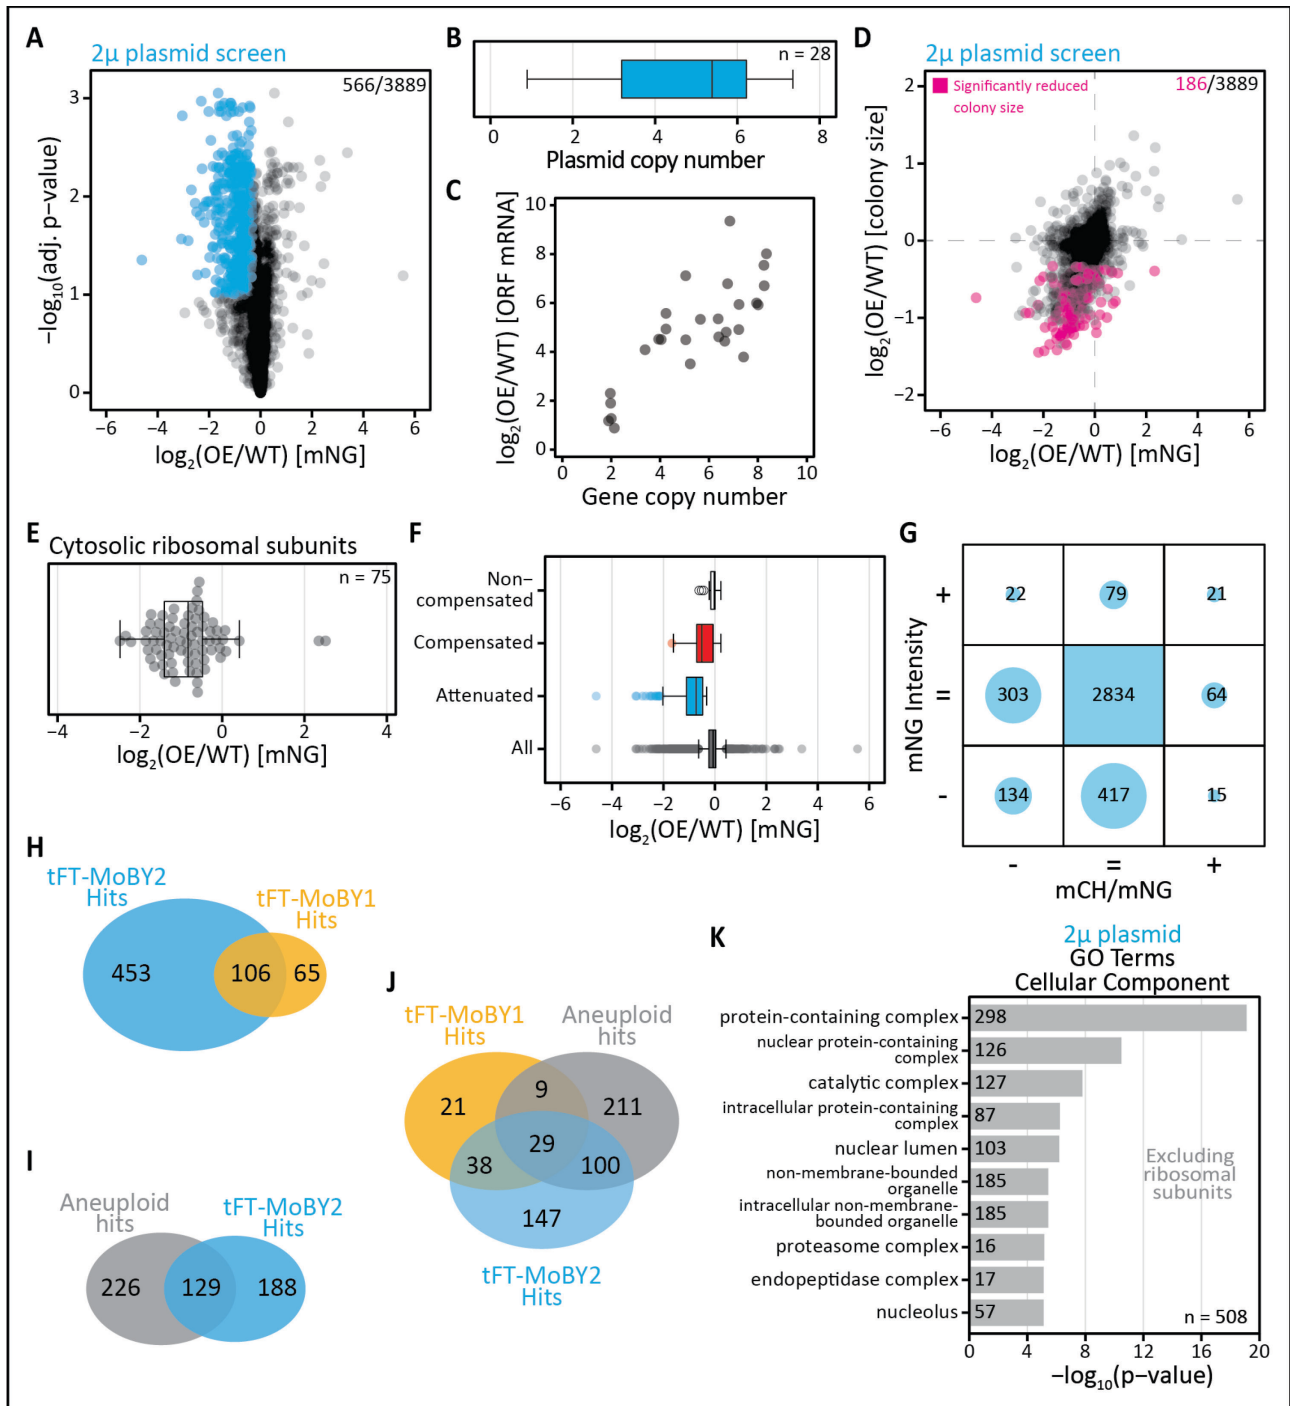 A
2μ plasmid screen
566/3889
3
2
1
0
−log10(adj. p−value)
−6
−4
−2
0
2
4
6
log2(OE/WT) [mNG]
B
n = 28
0
2
4
6
8
Plasmid copy number
C
10
8
6
4
2
0
log2(OE/WT) [ORF mRNA]
0
2
4
6
8
10
Gene copy number
D
2μ plasmid screen
Significantly reduced
colony size
186/3889
2
1
0
−1
−2
log2(OE/WT) [colony size]
−6
−4
−2
0
2
4
6
log2(OE/WT) [mNG]
E
Cytosolic ribosomal subunits
n = 75
−4
−2
0
2
4
log2(OE/WT) [mNG]
F
Non−
compensated
Compensated
Attenuated
All
−6
−4
−2
0
2
4
6
log2(OE/WT) [mNG]
G
mNG Intensity
+
22
79
21
=
303
2834
64
-
134
417
15
-
=
+
mCH/mNG
H
tFT-MoBY2
Hits
tFT-MoBY1
Hits
453
106
65
I
Aneuploid
hits
tFT-MoBY2
Hits
226
129
188
J
tFT-MoBY1
Hits
Aneuploid
hits
21
9
211
29
38
100
147
tFT-MoBY2
Hits
K
2μ plasmid
GO Terms
Cellular Component
protein-containing complex
298
nuclear protein-containing
complex
126
catalytic complex
127
intracellular protein-containing
complex
87
nuclear lumen
103
non-membrane-bounded
organelle
185
intracellular non-membrane-
bounded organelle
185
proteasome complex
16
endopeptidase complex
17
nucleolus
57
Excluding
ribosomal
subunits
n = 508
0
4
8
12
16
20
−log10(p−value)